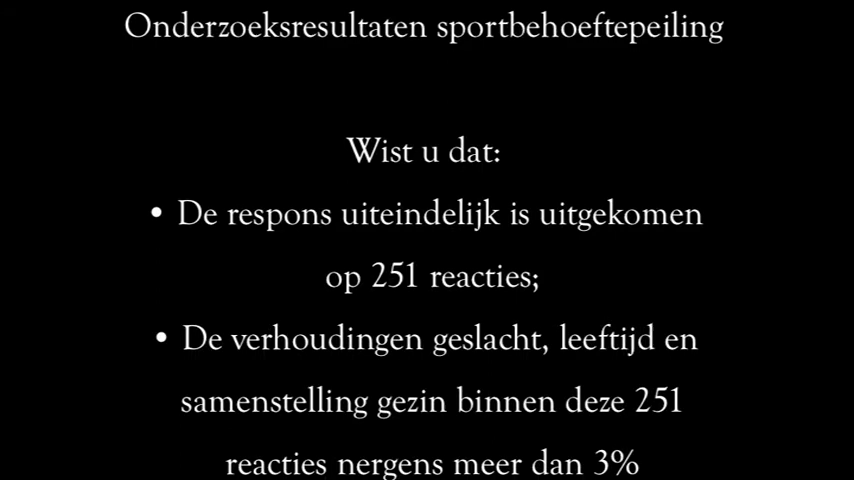 Onderzoeksresultaten sportbehoeftepeiling
Wist u dat:
• De respons uiteindelijk is uitgekomen
op 251 reacties;
• De verhoudingen geslacht, leeftijd en
samenstelling gezin binnen deze 251
reacties nergens meer dan 3%